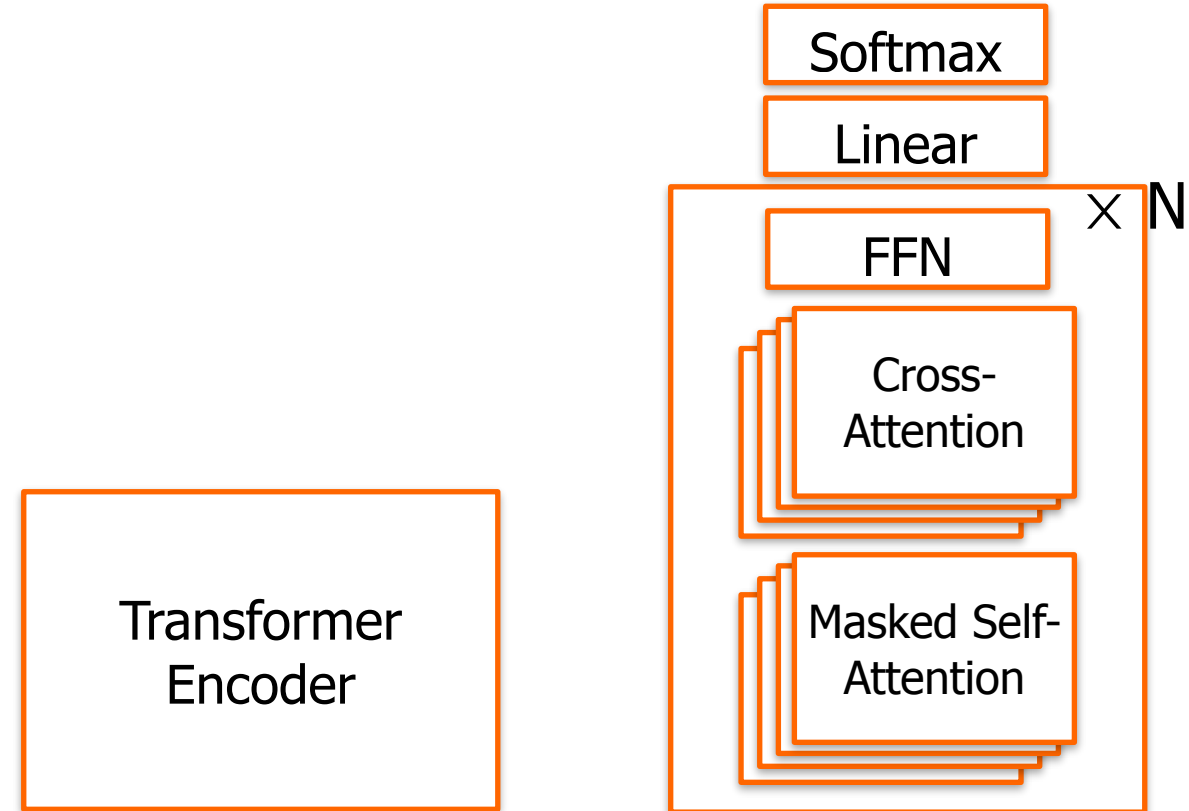 Softmax
Linear
× N
FFN
Cross-
Attention
Transformer
Encoder
Masked Self-
Attention